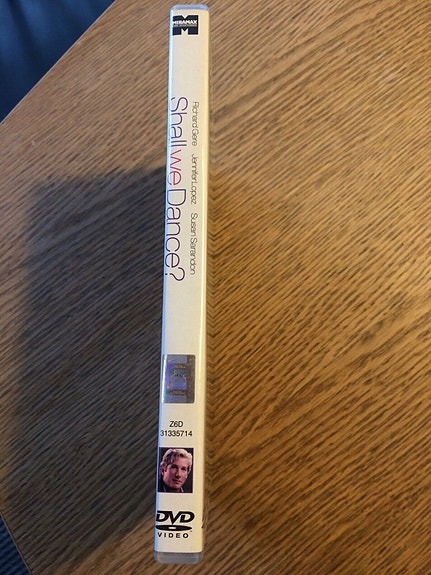 MIRAMAX
Richard Gere Jennifer Lopez Susan Sarandon
Shall we Dance?
Z6D
31335714
DVD
VIDEO